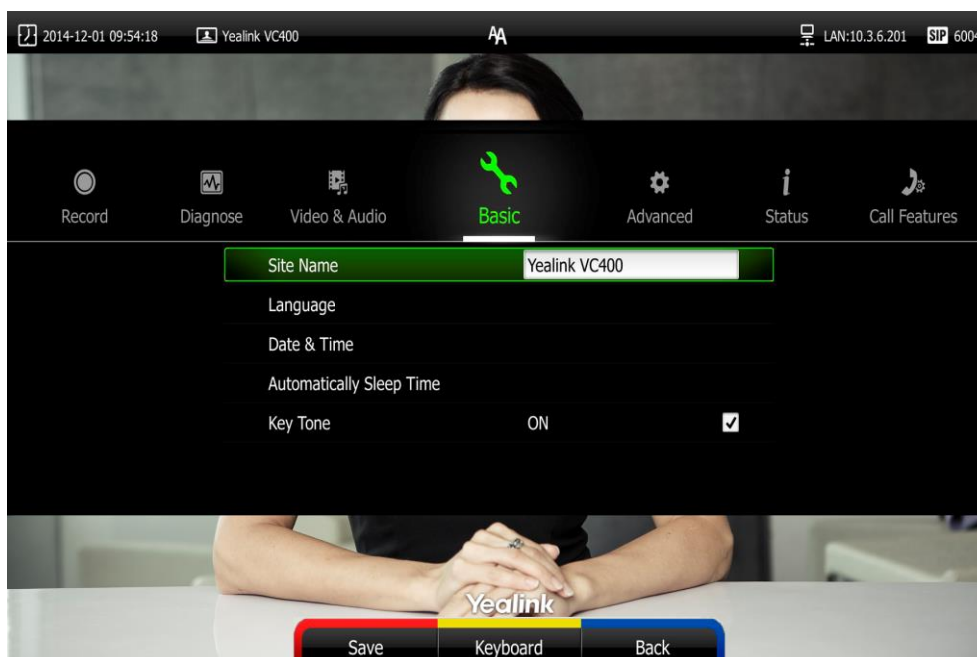 2014-12-01 09:54:18 Yealink VC400 AA LAN:10.3.6.201 SIP 6004
Record Diagnose Video & Audio Basic Advanced Status Call Features
Site Name Yealink VC400
Language
Date & Time
Automatically Sleep Time
Key Tone ON
Yealink
Save Keyboard Back